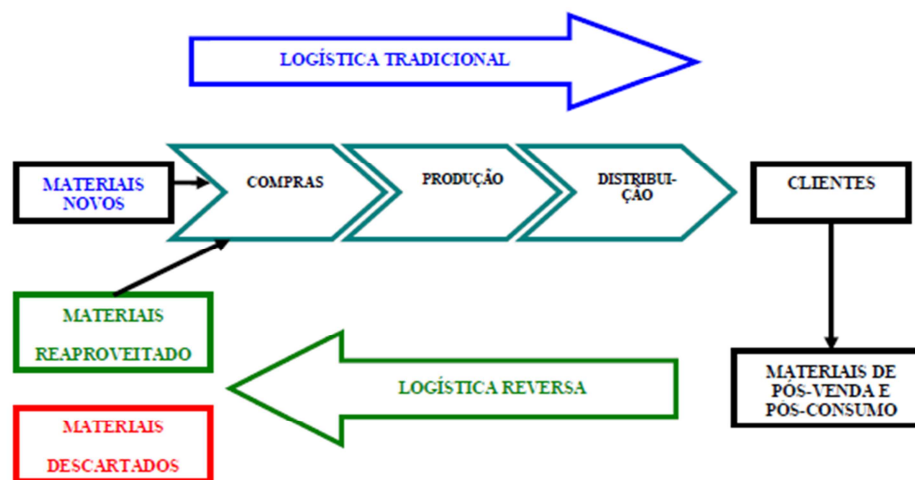 LOGÍSTICA TRADICIONAL
MATERIAIS
NOVOS
COMPRAS
PRODUÇÃO
DISTRIBUI-
ÇÃO
CLIENTES
MATERIAIS
REAPROVEITADO
LOGÍSTICA REVERSA
MATERIAIS DE
PÓS-VENDA E
PÓS-CONSUMO
MATERIAIS
DESCARTADOS